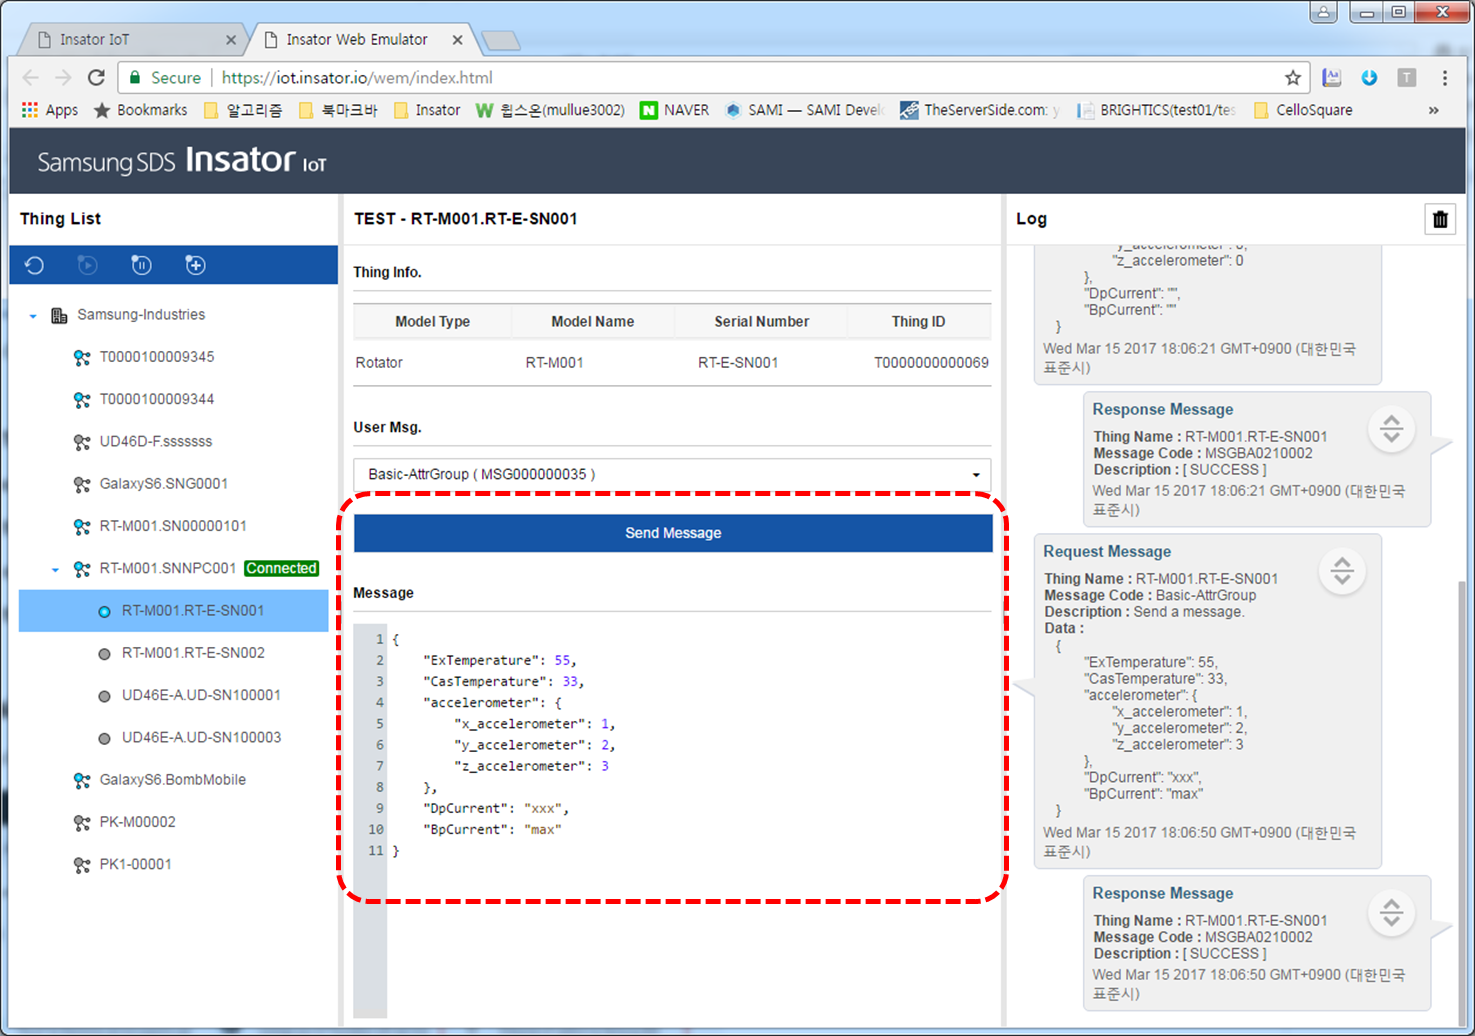 Insator IoT
Insator Web Emulator
Secure
https://iot.insator.io/wem/index.html
Apps
Bookmarks
알고리즘
북마크바
Insator
윕스온(mullue3002)
NAVER
SAMI — SAMI Develo
TheServerSide.com: y
BRIGHTICS(test01/tes
CelloSquare
»
Samsung SDS Insator IoT
Thing List
Samsung-Industries
T0000100009345
T0000100009344
UD46D-F.sssssss
GalaxyS6.SNG0001
RT-M001.SN00000101
RT-M001.SNNPC001 Connected
RT-M001.RT-E-SN001
RT-M001.RT-E-SN002
UD46E-A.UD-SN100001
UD46E-A.UD-SN100003
GalaxyS6.BombMobile
PK-M00002
PK1-00001
TEST - RT-M001.RT-E-SN001
Thing Info.
Model Type Model Name Serial Number Thing ID
Rotator RT-M001 RT-E-SN001 T0000000000069
User Msg.
Basic-AttrGroup ( MSG000000035 )
Send Message
Message
1 {
2 "ExTemperature": 55,
3 "CasTemperature": 33,
4 "accelerometer": {
5 "x_accelerometer": 1,
6 "y_accelerometer": 2,
7 "z_accelerometer": 3
8 },
9 "DpCurrent": "xxx",
10 "BpCurrent": "max"
11 }
Log
"y_accelerometer": 0,
"z_accelerometer": 0
},
"DpCurrent": "",
"BpCurrent": ""
}
Wed Mar 15 2017 18:06:21 GMT+0900 (대한민국
표준시)
Response Message
Thing Name : RT-M001.RT-E-SN001
Message Code : MSGBA0210002
Description : [ SUCCESS ]
Wed Mar 15 2017 18:06:21 GMT+0900 (대한민국
표준시)
Request Message
Thing Name : RT-M001.RT-E-SN001
Message Code : Basic-AttrGroup
Description : Send a message.
Data :
{
"ExTemperature": 55,
"CasTemperature": 33,
"accelerometer": {
"x_accelerometer": 1,
"y_accelerometer": 2,
"z_accelerometer": 3
},
"DpCurrent": "xxx",
"BpCurrent": "max"
}
Wed Mar 15 2017 18:06:50 GMT+0900 (대한민국
표준시)
Response Message
Thing Name : RT-M001.RT-E-SN001
Message Code : MSGBA0210002
Description : [ SUCCESS ]
Wed Mar 15 2017 18:06:50 GMT+0900 (대한민국
표준시)